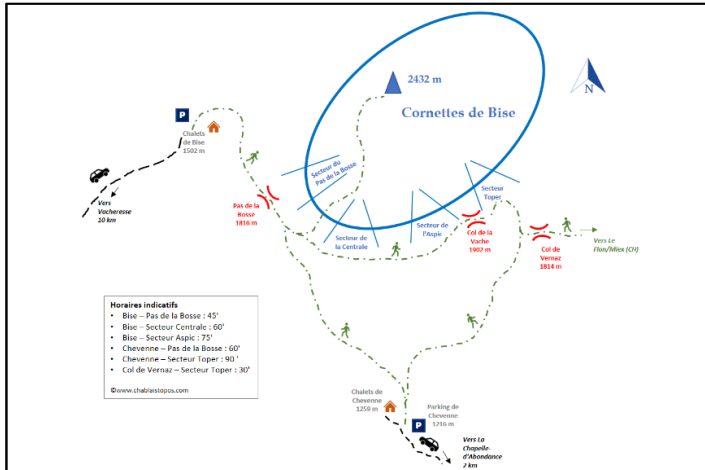 2432 m
N
Cornettes de Bise
P
Chalets
de Bise
1502 m
Secteur du
Pas de la Bosse
Secteur
Toper
Vers
Vacheresse
10 km
Pas de la
Bosse
1816 m
Secteur de
la Centrale
Secteur de
l'Aspic
Col de la
Vache
1902 m
Col de
Vernaz
1814 m
Vers Le
Flon/Miex (CH)
Horaires indicatifs
• Bise – Pas de la Bosse : 45'
• Bise – Secteur Centrale : 60'
• Bise – Secteur Aspic : 75'
• Chevenne – Pas de la Bosse : 60'
• Chevenne – Secteur Toper : 90 '
• Col de Vernaz – Secteur Toper : 30'
©www.chablaistopos.com
Chalets de
Chevenne
1259 m
Parking de
Chevenne
1216 m
P
Vers La
Chapelle-
d'Abondance
2 km